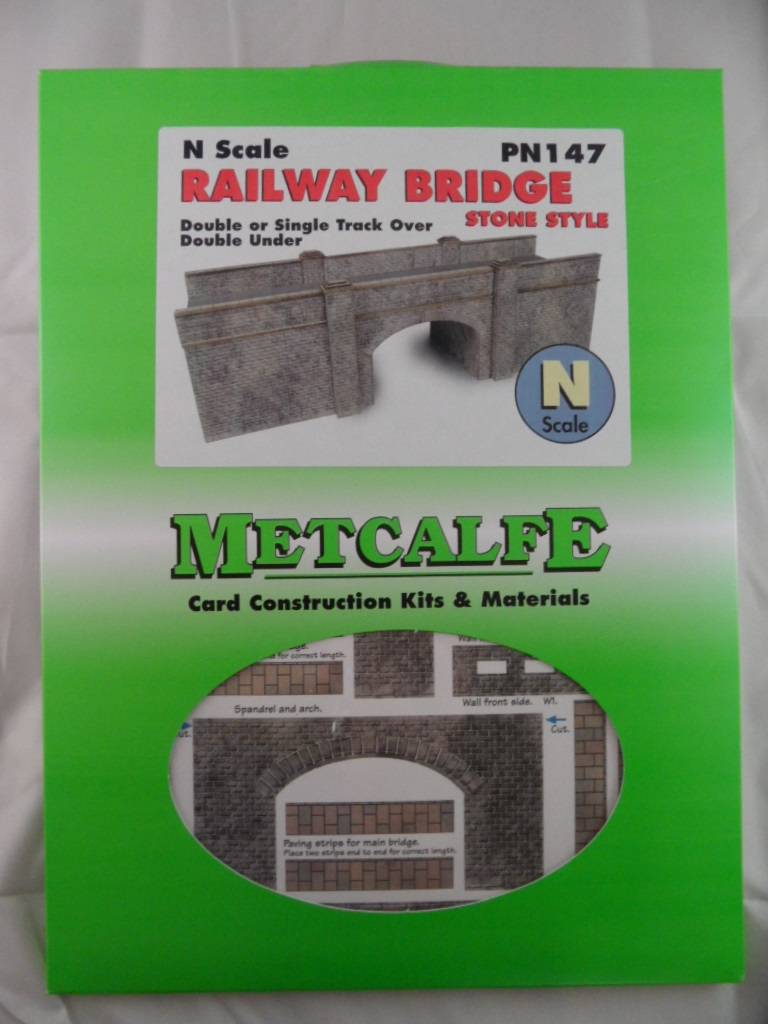 N Scale
PN147
RAILWAY BRIDGE
STONE STYLE
Double or Single Track Over
Double Under
N
Scale
METCALFE
Card Construction Kits & Materials
for correct length.
Wall
Spandrel and arch.
Wall front side. W1.
Cut.
Paving strips for main bridge.
Place two strips end to end for correct length.